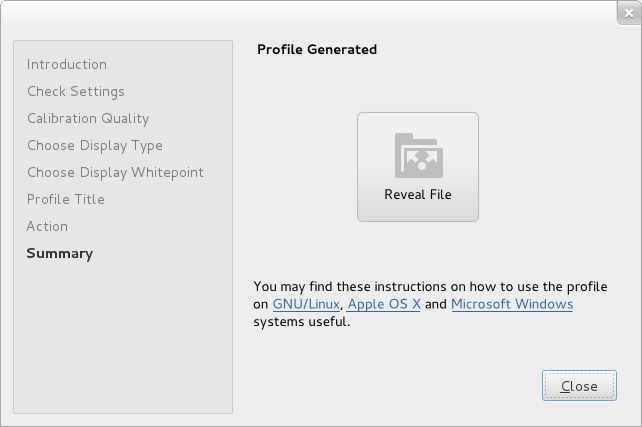 Introduction
Check Settings
Calibration Quality
Choose Display Type
Choose Display Whitepoint
Profile Title
Action
Summary
Profile Generated
Reveal File
You may find these instructions on how to use the profile
on GNU/Linux, Apple OS X and Microsoft Windows
systems useful.
Close